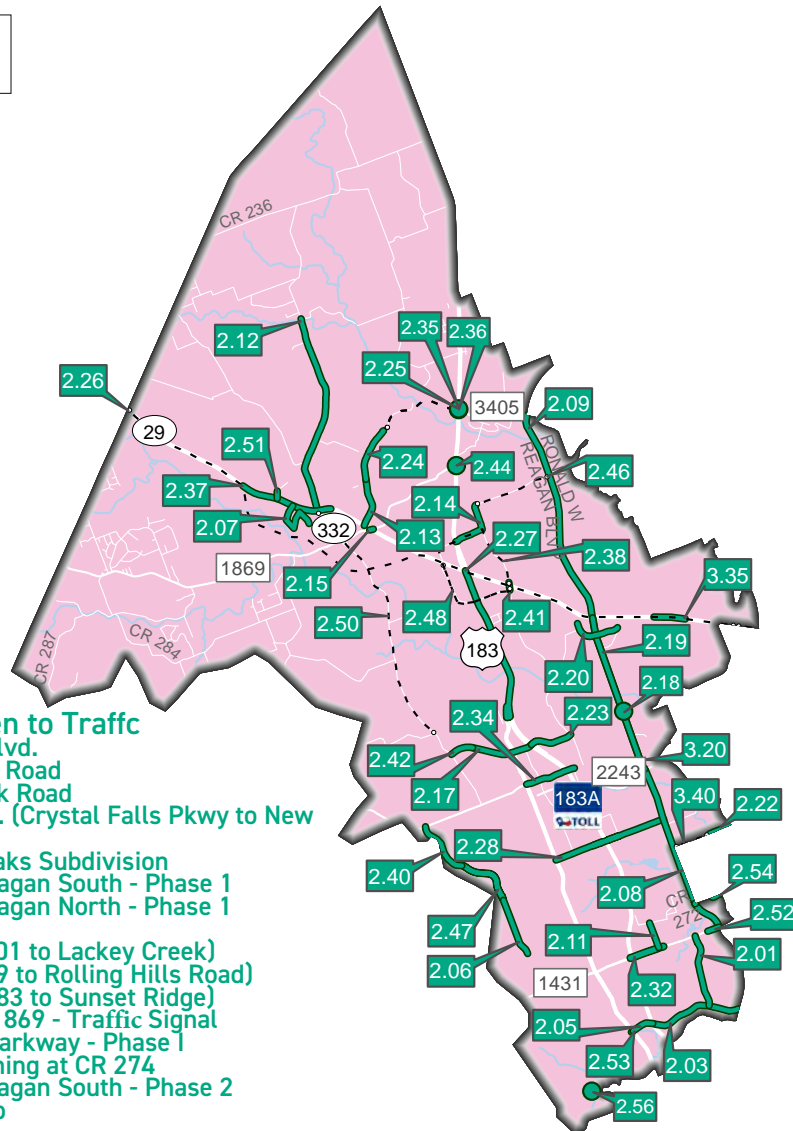 CR 236
2.35
2.36
2.12
2.25
2.26
3405
2.09
29
RONALD W
REAGAN BLVD
2.51
2.24
2.44
2.46
2.37
2.14
2.07
332
2.13
2.27
2.38
1869
2.15
3.35
2.50
2.48
2.41
CR 287
CR 284
183
2.19
2.20
2.18
2.34
2.23
en to Traffc
lvd.
Road
k Road
. (Crystal Falls Pkwy to New
2.42
2.17
2243
3.20
183A
TOLL
3.40
2.22
aks Subdivision
agan South - Phase 1
agan North - Phase 1
2.28
2.40
2.08
2.54
CR
272
2.52
2.47
2.11
2.01
01 to Lackey Creek)
9 to Rolling Hills Road)
83 to Sunset Ridge)
1869 - Traffic Signal
arkway - Phase I
ning at CR 274
agan South - Phase 2
2.06
1431
2.32
2.05
2.53
2.03
2.56